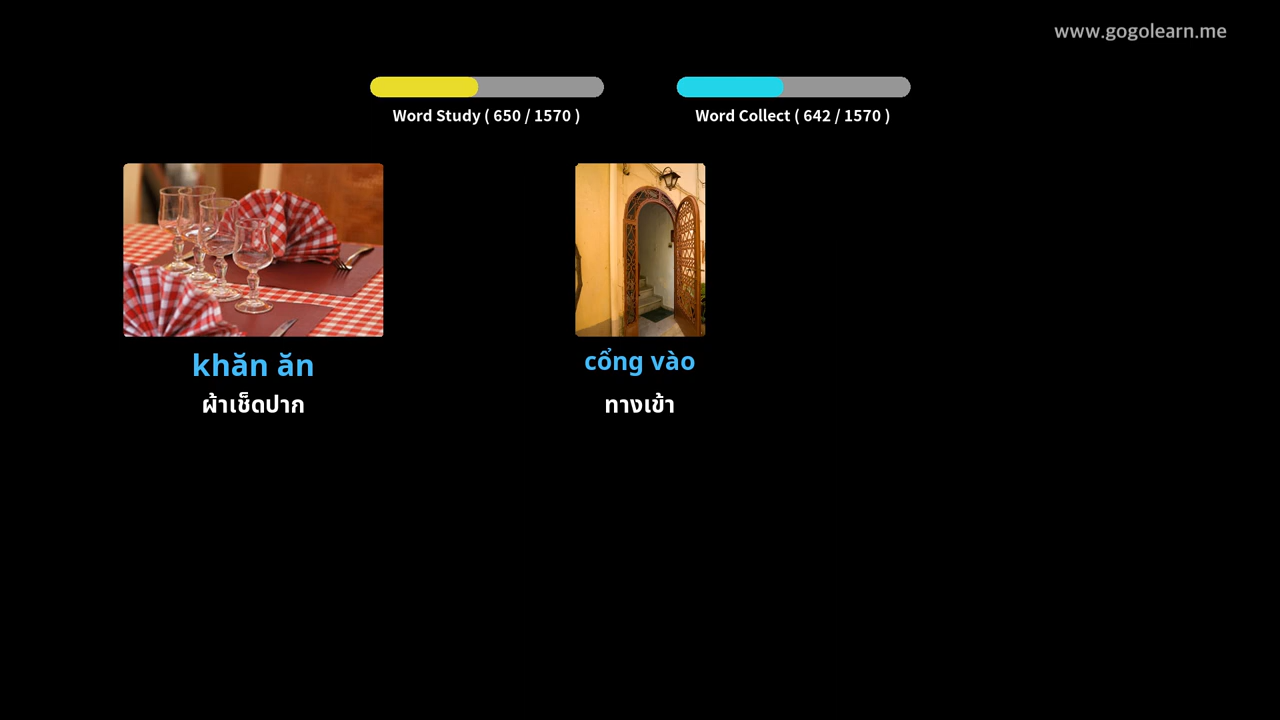 www.gogolearn.me
Word Study ( 650 / 1570 )
Word Collect ( 642 / 1570 )
khăn ăn
ผ้าเช็ดปาก
cổng vào
ทางเข้า